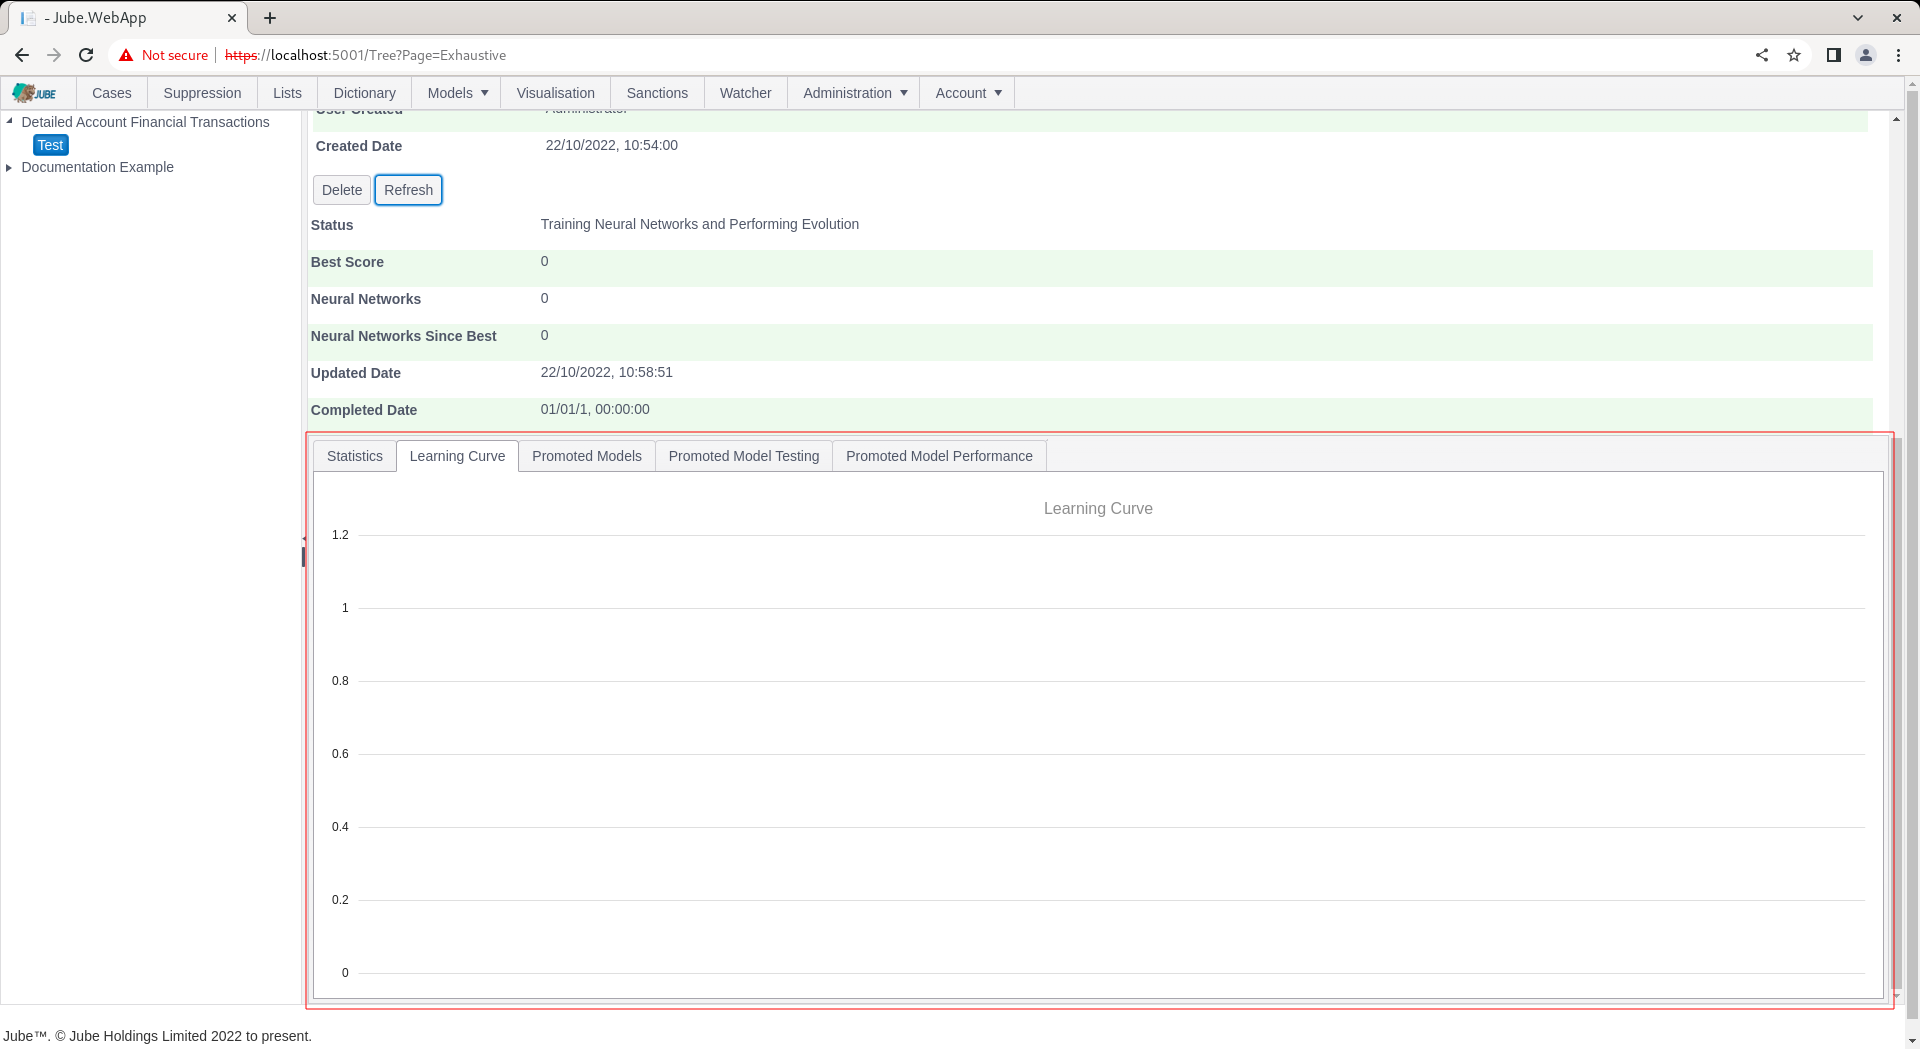 - Jube.WebApp
Not secure https://localhost:5001/Tree?Page=Exhaustive
JUBE Cases Suppression Lists Dictionary Models Visualisation Sanctions Watcher Administration Account
Detailed Account Financial Transactions
Test
Documentation Example
User Created Administrator
Created Date 22/10/2022, 10:54:00
Delete Refresh
Status Training Neural Networks and Performing Evolution
Best Score 0
Neural Networks 0
Neural Networks Since Best 0
Updated Date 22/10/2022, 10:58:51
Completed Date 01/01/1, 00:00:00
Statistics Learning Curve Promoted Models Promoted Model Testing Promoted Model Performance
Learning Curve
1.2
1
0.8
0.6
0.4
0.2
0
Jube™. © Jube Holdings Limited 2022 to present.